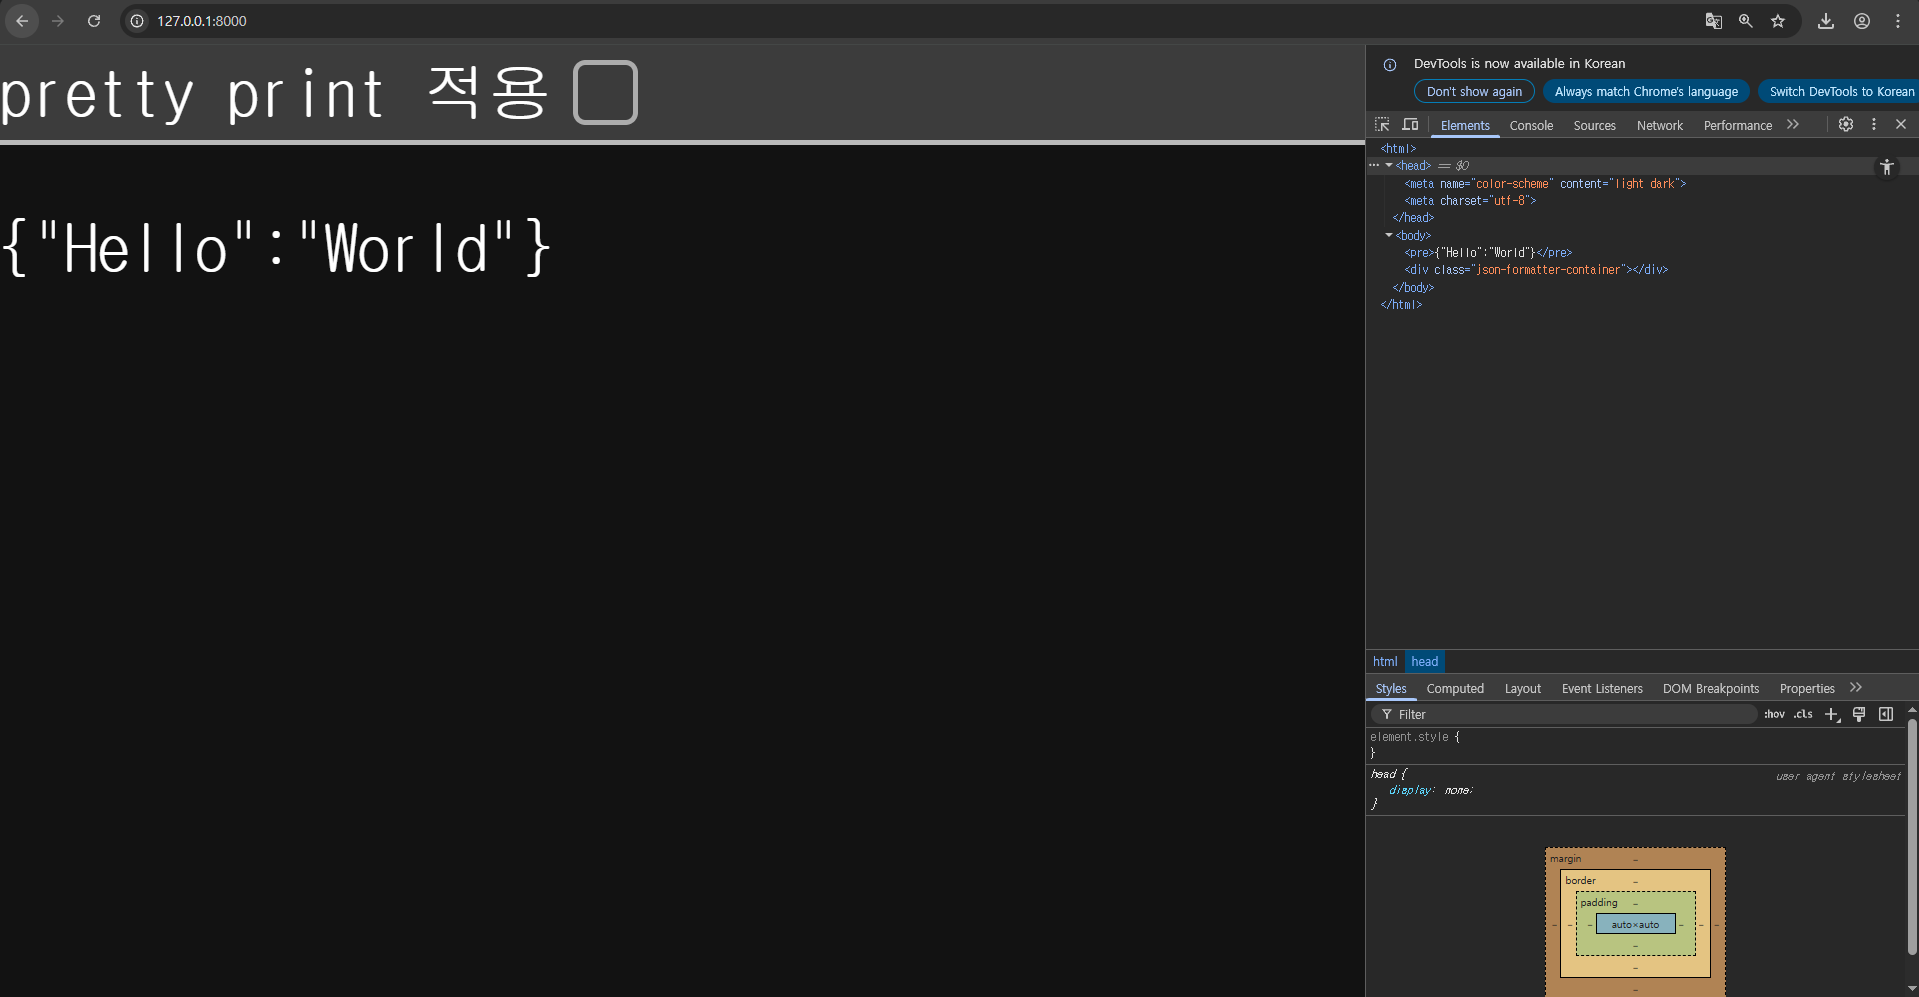 127.0.0.1:8000
pretty print 적용
{"Hello":"World"}
DevTools is now available in Korean
Don't show again
Always match Chrome's language
Switch DevTools to Korean
Elements
Console
Sources
Network
Performance
<html>
<head> == $0
<meta name="color-scheme" content="light dark">
<meta charset="utf-8">
</head>
<body>
<pre>{"Hello":"World"}</pre>
<div class="json-formatter-container"></div>
</body>
</html>
html head
Styles
Computed
Layout
Event Listeners
DOM Breakpoints
Properties
Filter
:hov .cls
element.style {
}
head {
user agent stylesheet
display: none;
}
margin
-
border
-
padding
-
- - - auto×auto - - -
-
-
-